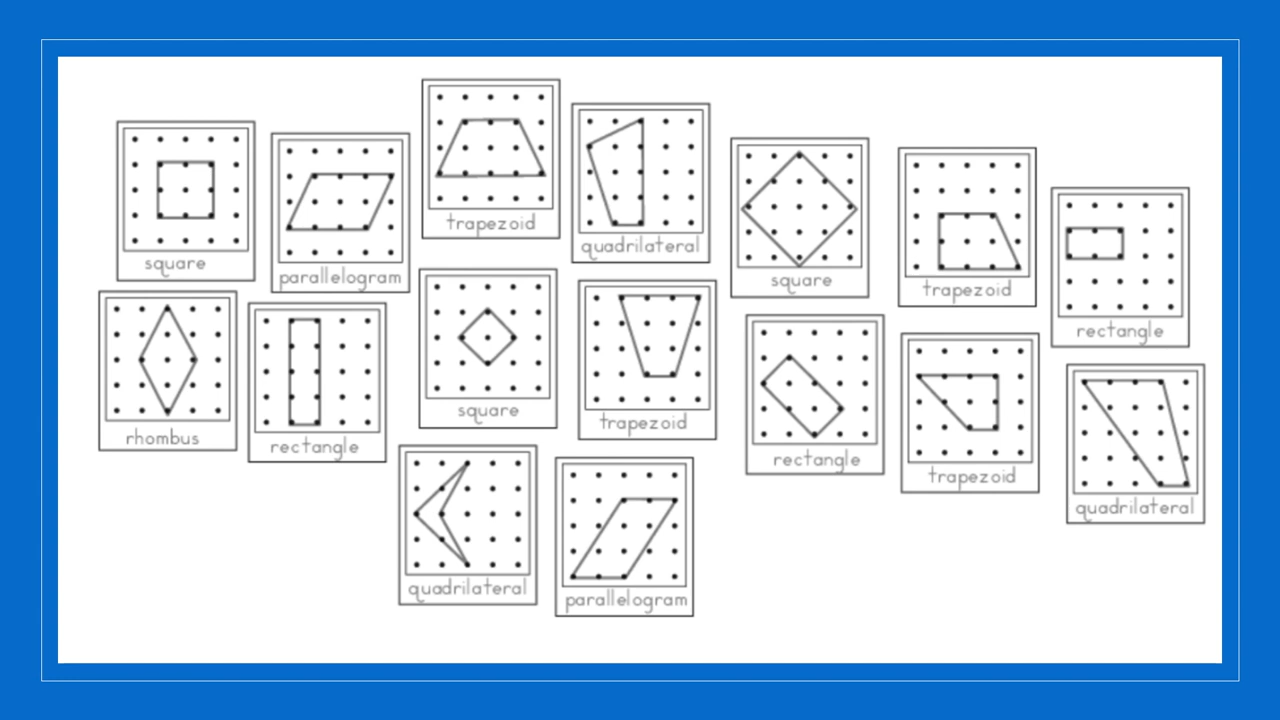 square
parallelogram
trapezoid
quadrilateral
square
trapezoid
rectangle
rhombus
rectangle
square
trapezoid
rectangle
trapezoid
quadrilateral
quadrilateral
parallelogram